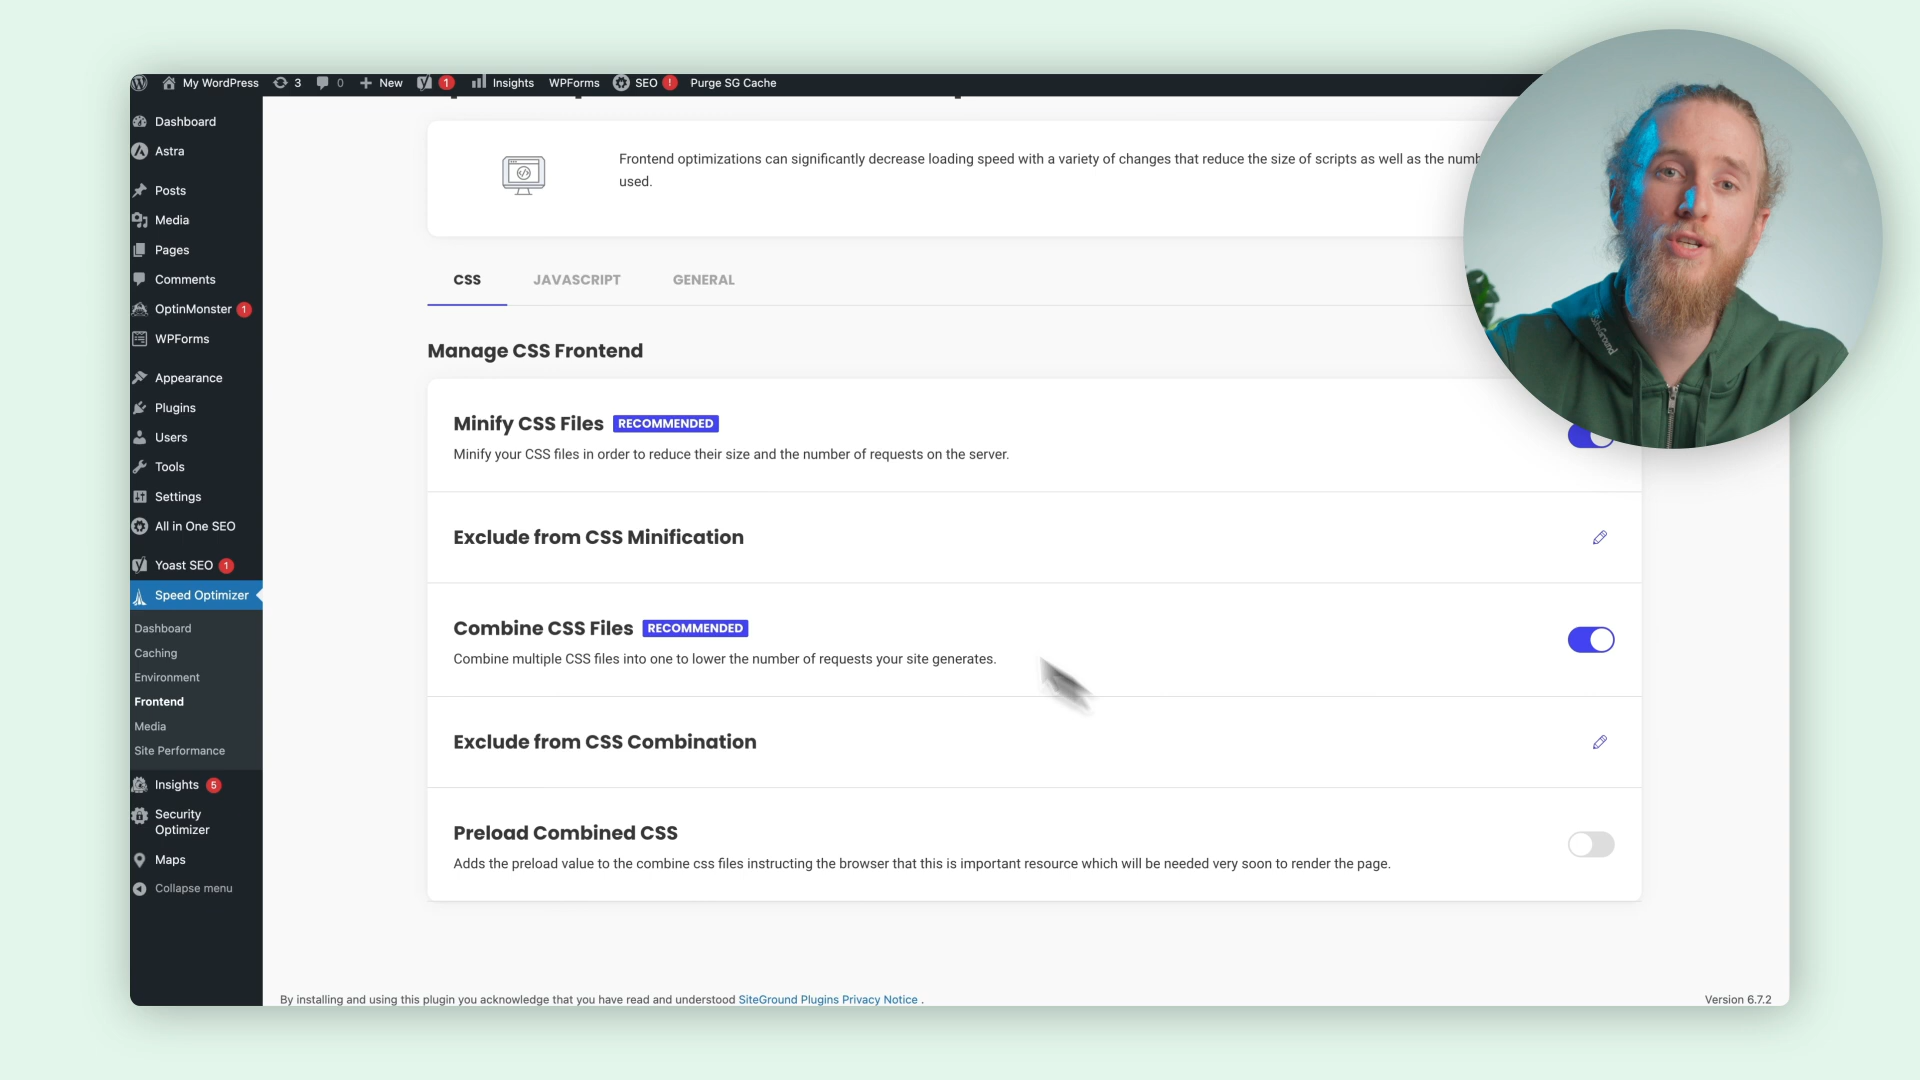 My WordPress 3 0 New 1 Insights WPForms SEO ! Purge SG Cache
Dashboard
Astra
Posts
Media
Pages
Comments
OptinMonster 1
WPForms
Appearance
Plugins
Users
Tools
Settings
All in One SEO
Yoast SEO 1
Speed Optimizer
Dashboard
Caching
Environment
Frontend
Media
Site Performance
Insights 5
Security
Optimizer
Maps
Collapse menu
Frontend optimizations can significantly decrease loading speed with a variety of changes that reduce the size of scripts as well as the
used.
CSS JAVASCRIPT GENERAL
Manage CSS Frontend
Minify CSS Files RECOMMENDED
Minify your CSS files in order to reduce their size and the number of requests on the server.
Exclude from CSS Minification
Combine CSS Files RECOMMENDED
Combine multiple CSS files into one to lower the number of requests your site generates.
Exclude from CSS Combination
Preload Combined CSS
Adds the preload value to the combine css files instructing the browser that this is important resource which will be needed very soon to render the page.
By installing and using this plugin you acknowledge that you have read and understood SiteGround Plugins Privacy Notice .
Version 6.7.2
SiteGround